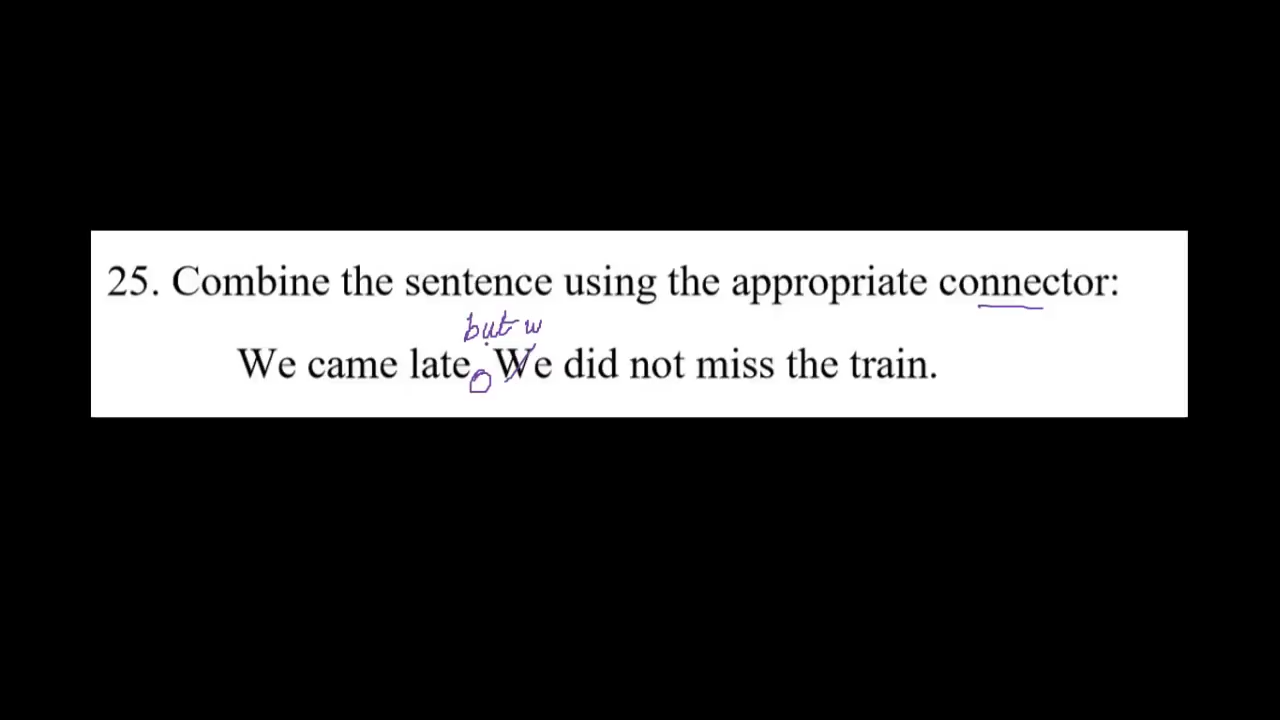 25. Combine the sentence using the appropriate connector:
but w
We came late. We did not miss the train.